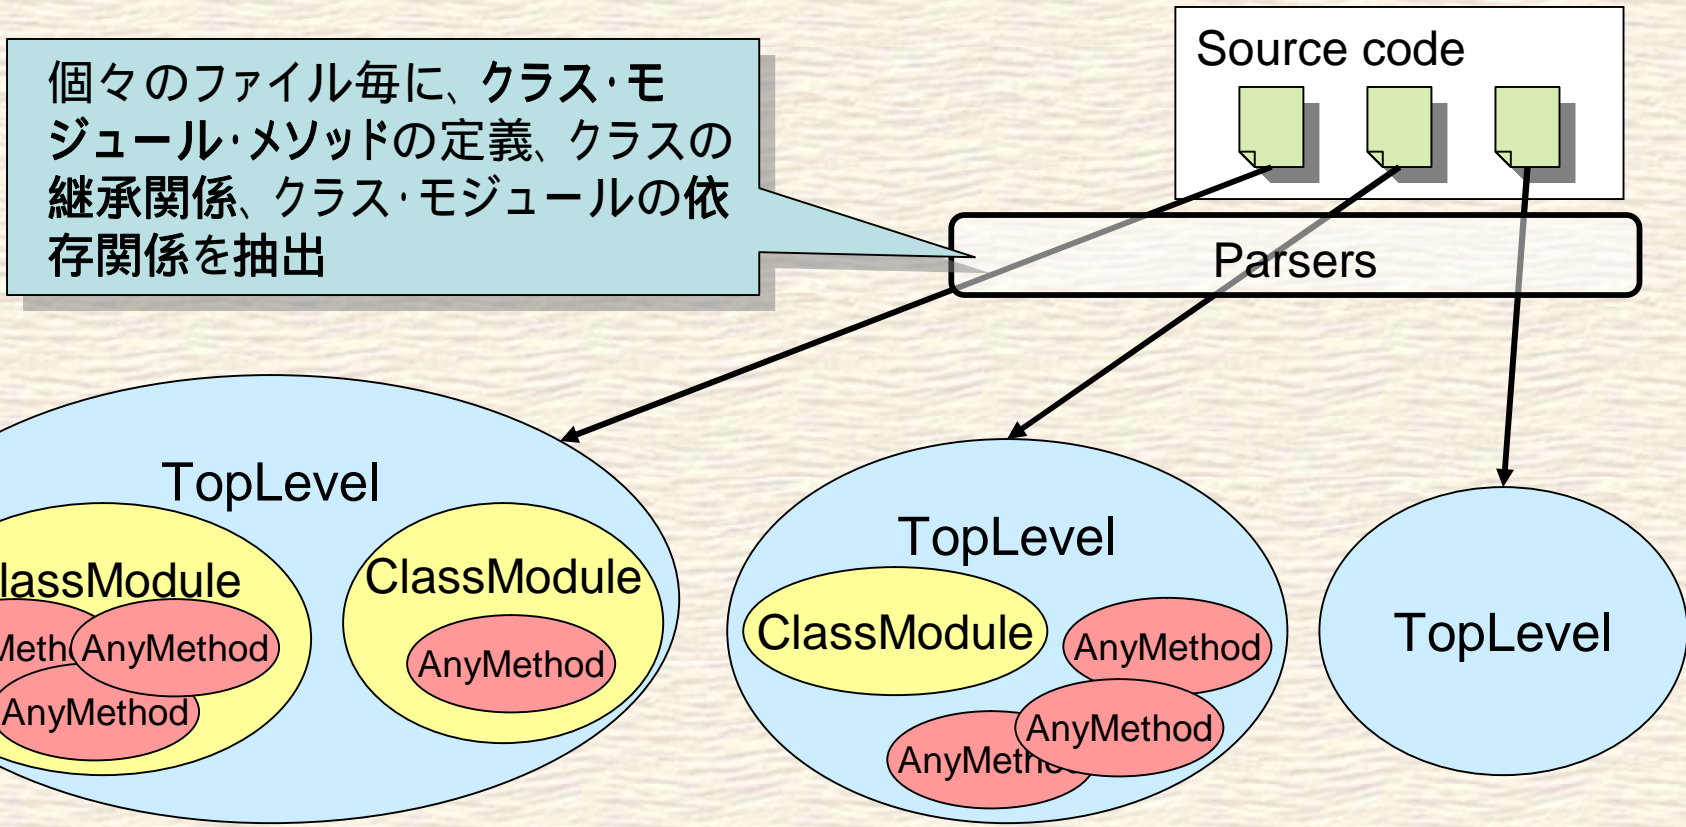 Source code
個々のファイル毎に、クラス・モ
ジュール・メソッドの定義、クラスの
継承関係、クラス・モジュールの依
存関係を抽出
Parsers
TopLevel
lassModule
AnyMethod
AnyMethod
ClassModule
AnyMethod
TopLevel
ClassModule
AnyMethod
AnyMethod
TopLevel